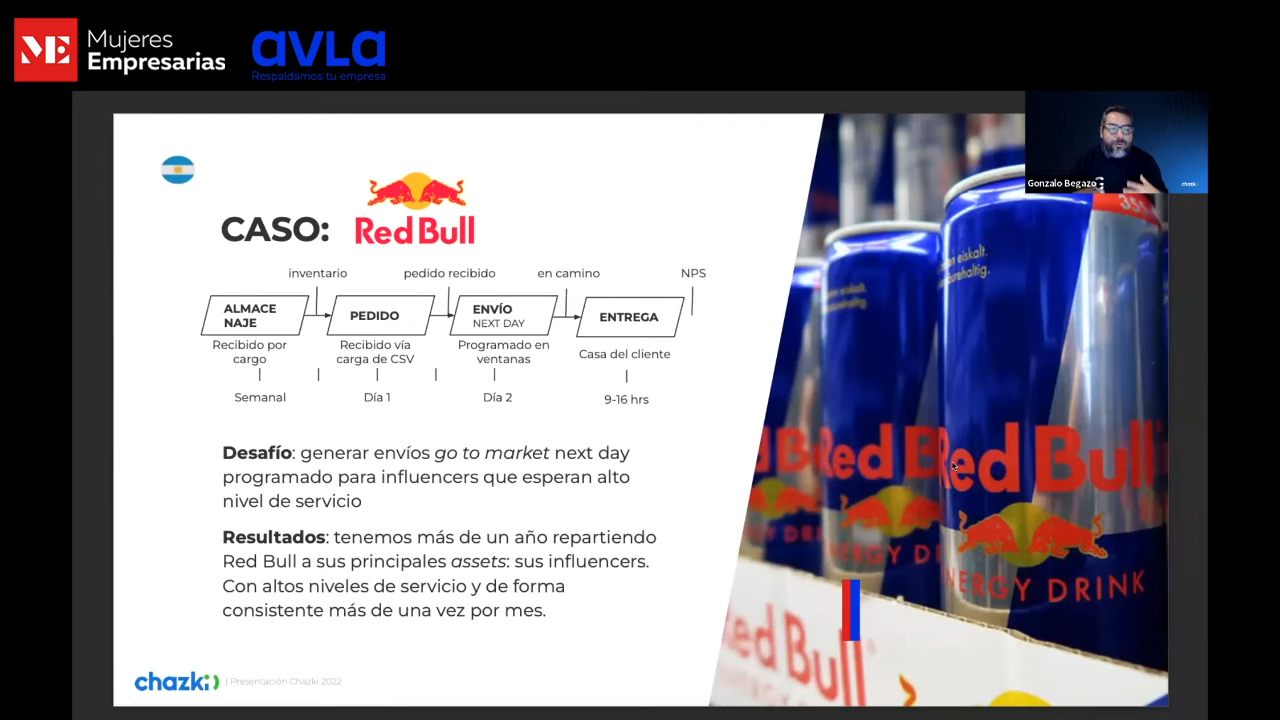 ME Mujeres
Empresarias
avla
Respaldamos tu empresa
Gonzalo Begazo
chazki
CASO:
Red Bull
inventario pedido recibido en camino NPS
ALMACE
NAJE
PEDIDO
ENVÍO
NEXT DAY
ENTREGA
Recibido por
cargo
Recibido vía
carga de CSV
Programado en
ventanas
Casa del cliente
Semanal Día 1 Día 2 9-16 hrs
Desafío: generar envíos go to market next day
programado para influencers que esperan alto
nivel de servicio
Resultados: tenemos más de un año repartiendo
Red Bull a sus principales assets: sus influencers.
Con altos niveles de servicio y de forma
consistente más de una vez por mes.
chazki | Presentación Chazki 2022
eiskalt.
Red Bull
ENERGY DRINK
Red B
Red Bull